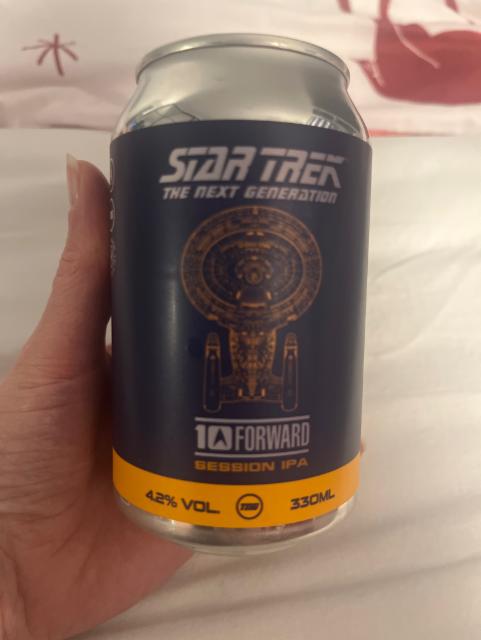 STAR TREK
THE NEXT GENERATION
10 FORWARD
SESSION IPA
4.2% VOL. 330ML